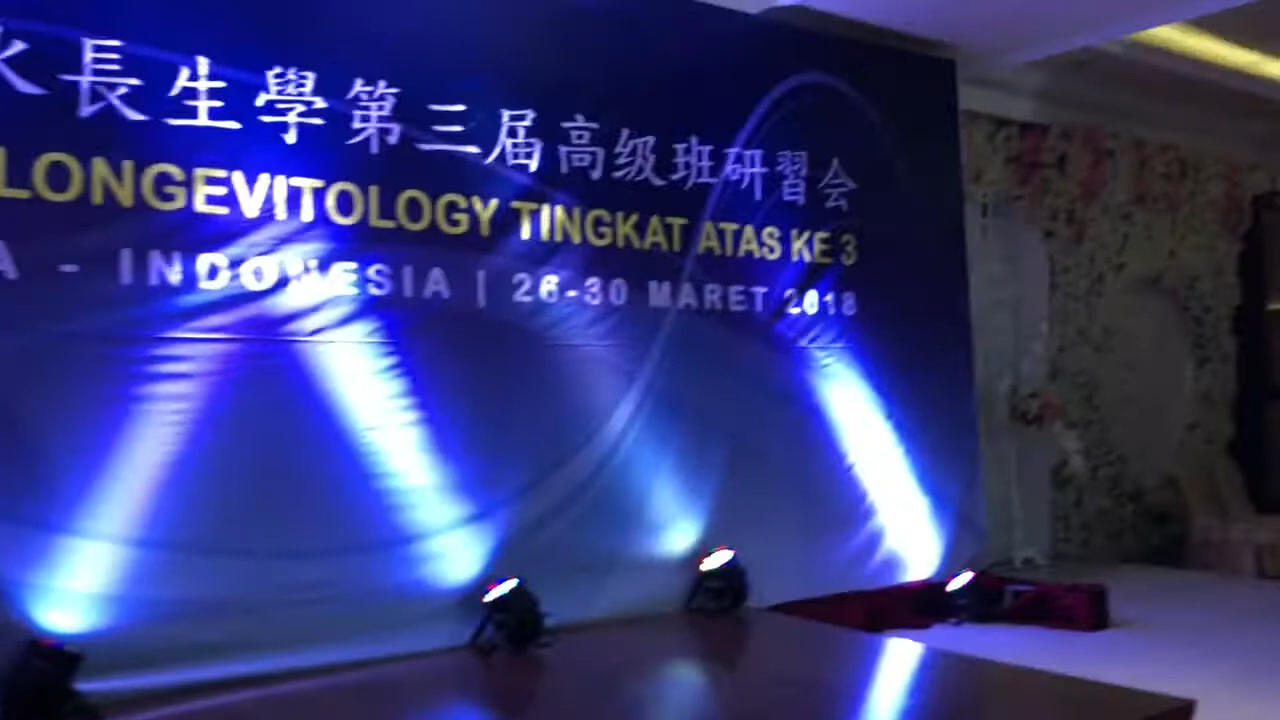 長生學第三届高级班研習会
LONGEVITOLOGY TINGKAT ATAS KE 3
A - INDONESIA | 26-30 MARET 2018